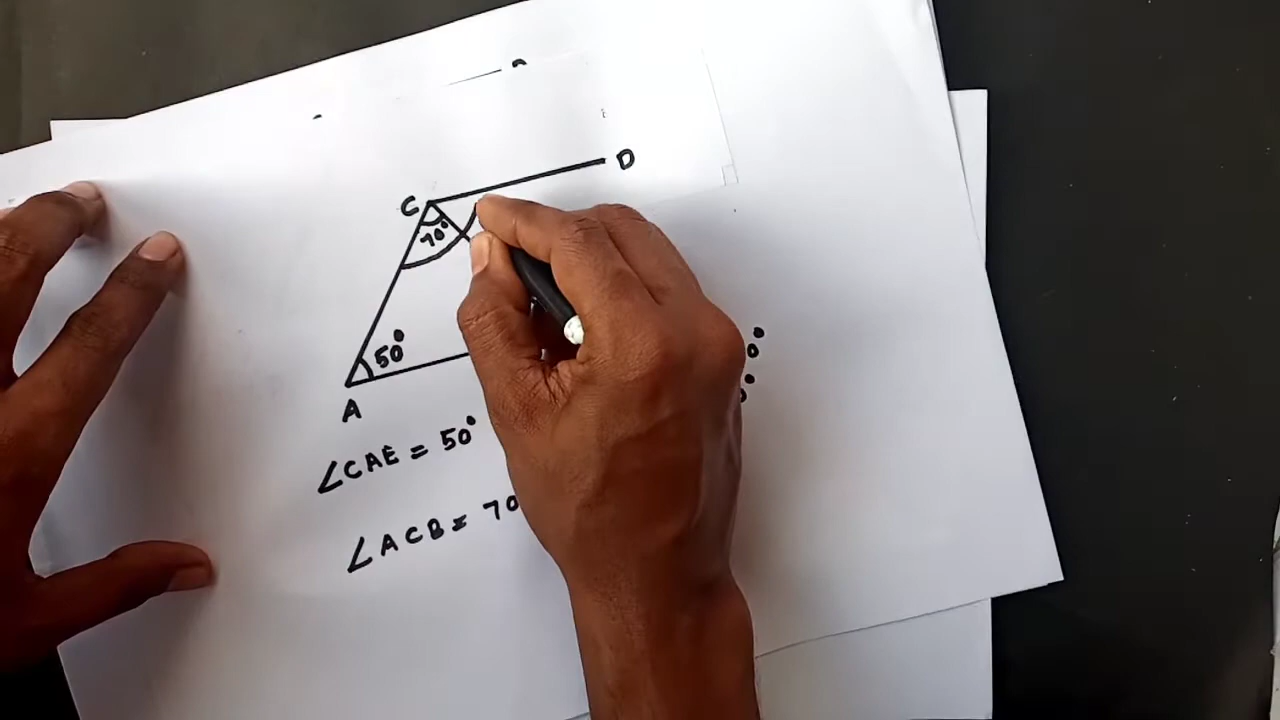 D
C
70°
50°
A
∠CAE = 50°
∠ACB = 70